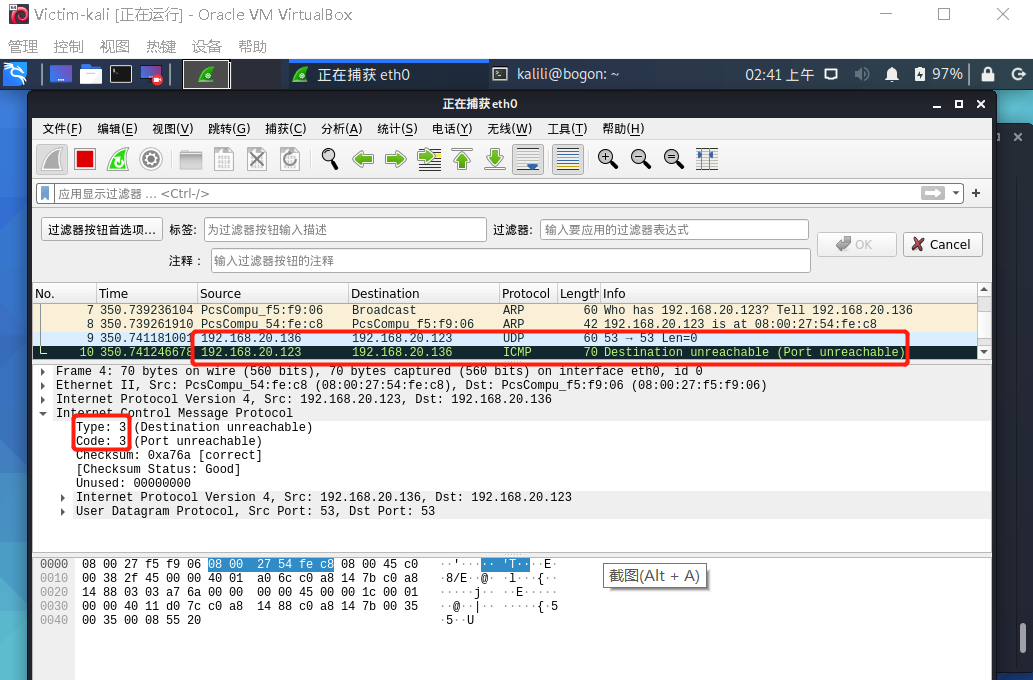 Victim-kali [正在运行] - Oracle VM VirtualBox
管理 控制 视图 热键 设备 帮助
正在捕获 eth0 kalili@bogon: ~ 02:41 上午 97%
正在捕获 eth0
文件(F) 编辑(E) 视图(V) 跳转(G) 捕获(C) 分析(A) 统计(S) 电话(Y) 无线(W) 工具(T) 帮助(H)
应用显示过滤器 … <Ctrl-/>
过滤器按钮首选项… 标签: 为过滤器按钮输入描述 过滤器: 输入要应用的过滤器表达式 OK Cancel
注释： 输入过滤器按钮的注释
No. Time Source Destination Protocol Length Info
7 350.739236104 PcsCompu_f5:f9:06 Broadcast ARP 60 Who has 192.168.20.123? Tell 192.168.20.136
8 350.739261910 PcsCompu_54:fe:c8 PcsCompu_f5:f9:06 ARP 42 192.168.20.123 is at 08:00:27:54:fe:c8
9 350.741181001 192.168.20.136 192.168.20.123 UDP 60 53 → 53 Len=0
10 350.741246678 192.168.20.123 192.168.20.136 ICMP 70 Destination unreachable (Port unreachable)
Frame 4: 70 bytes on wire (560 bits), 70 bytes captured (560 bits) on interface eth0, id 0
Ethernet II, Src: PcsCompu_54:fe:c8 (08:00:27:54:fe:c8), Dst: PcsCompu_f5:f9:06 (08:00:27:f5:f9:06)
Internet Protocol Version 4, Src: 192.168.20.123, Dst: 192.168.20.136
Internet Control Message Protocol
Type: 3 (Destination unreachable)
Code: 3 (Port unreachable)
Checksum: 0xa76a [correct]
[Checksum Status: Good]
Unused: 00000000
Internet Protocol Version 4, Src: 192.168.20.136, Dst: 192.168.20.123
User Datagram Protocol, Src Port: 53, Dst Port: 53
0000 08 00 27 f5 f9 06 08 00 27 54 fe c8 08 00 45 c0 ··'·····'T····E·
0010 00 38 2f 45 00 00 40 01 a0 6c c0 a8 14 7b c0 a8 ·8/E··@··l···{··
0020 14 88 03 03 a7 6a 00 00 00 00 45 00 00 1c 00 01 ·····j····E·····
0030 00 00 40 11 d0 7c c0 a8 14 88 c0 a8 14 7b 00 35 ··@··|·······{·5
0040 00 35 00 08 55 20 ·5··U
截图(Alt + A)